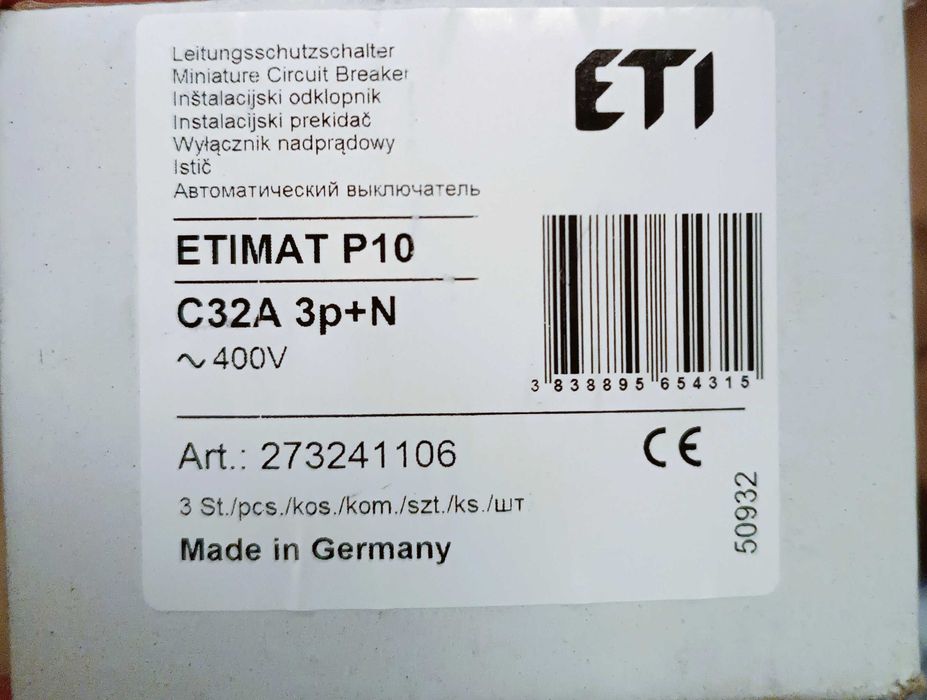 Leitungsschutzschalter
Miniature Circuit Breaker
Inštalacijski odklopnik
Instalacijski prekidač
Wyłącznik nadprądowy
Istič
Автоматический выключатель
ETI
ETIMAT P10
C32A 3p+N
~400V
3 838895 654315
Art.: 273241106
CE
3 St./pcs./kos./kom./szt./ks./шт
Made in Germany
50932